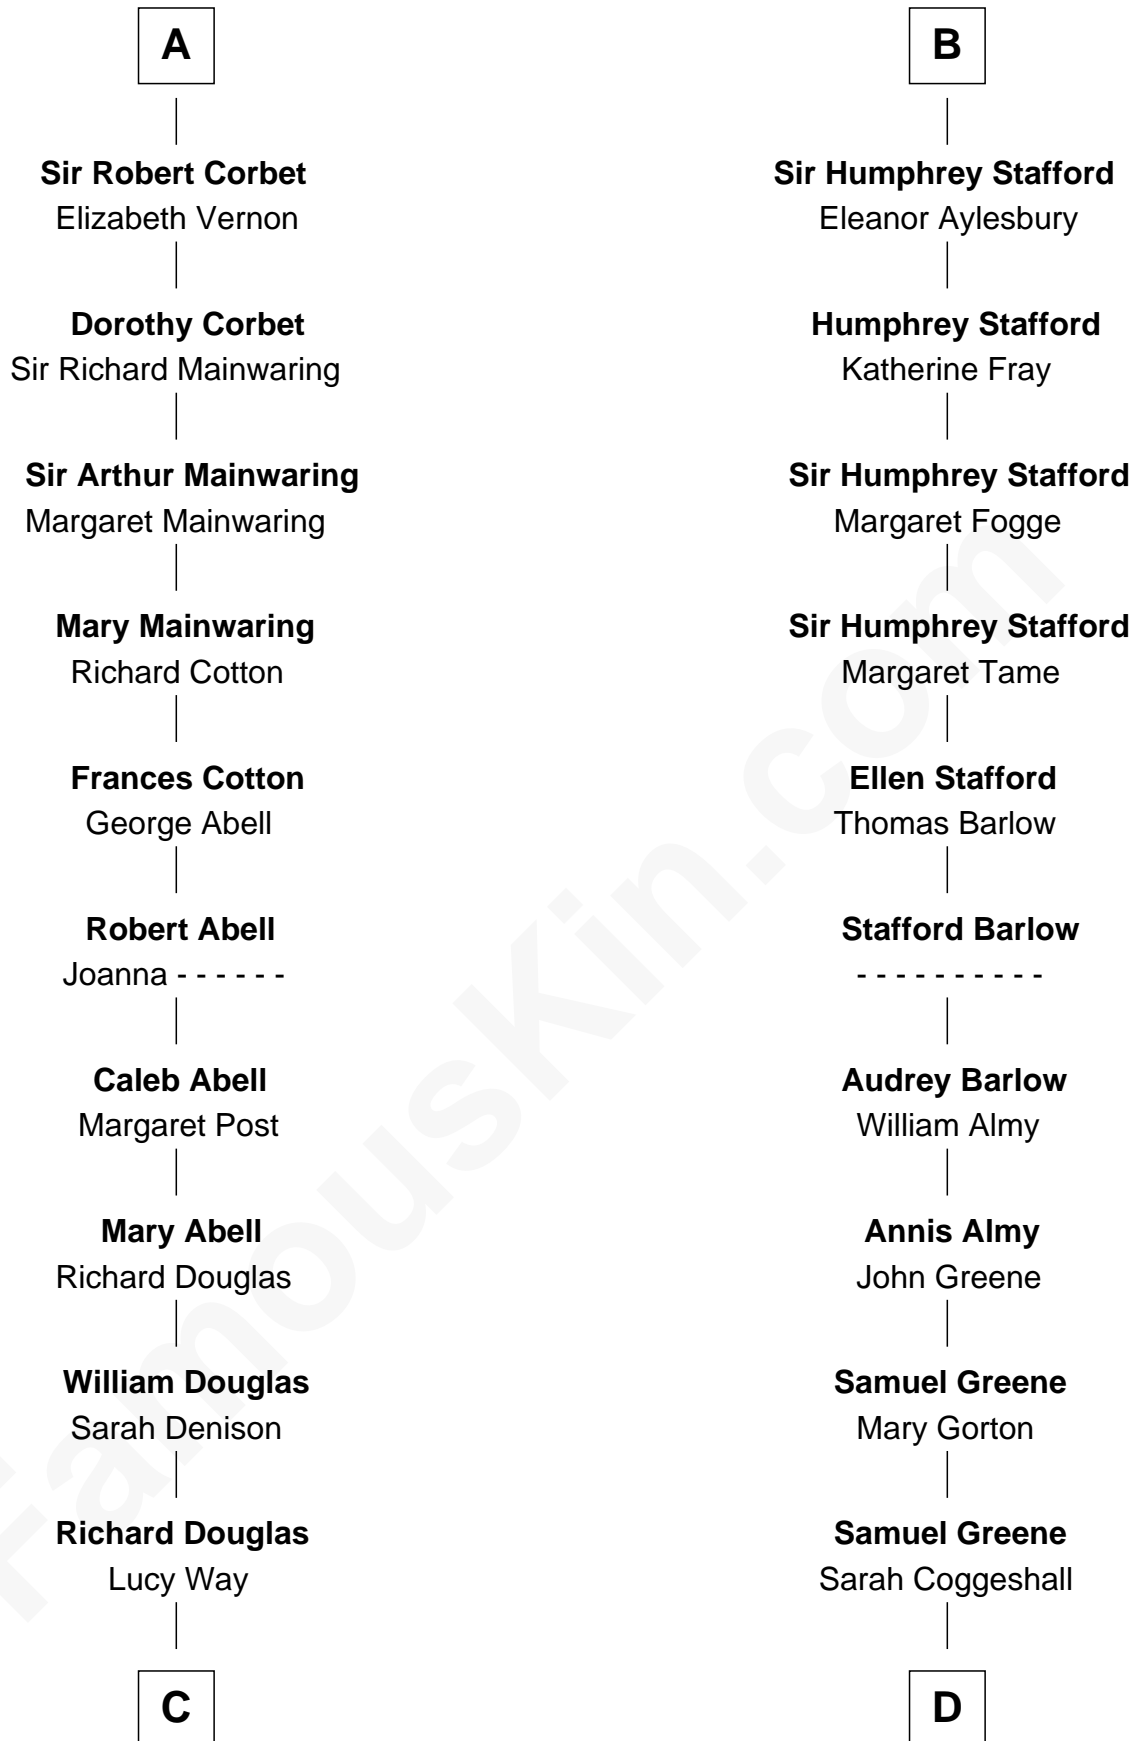 A
Sir Robert Corbet
Elizabeth Vernon
Dorothy Corbet
Sir Richard Mainwaring
Sir Arthur Mainwaring
Margaret Mainwaring
Mary Mainwaring
Richard Cotton
Frances Cotton
George Abell
Robert Abell
Joanna - - - - - -
Caleb Abell
Margaret Post
Mary Abell
Richard Douglas
William Douglas
Sarah Denison
Richard Douglas
Lucy Way
C
B
Sir Humphrey Stafford
Eleanor Aylesbury
Humphrey Stafford
Katherine Fray
Sir Humphrey Stafford
Margaret Fogge
Sir Humphrey Stafford
Margaret Tame
Ellen Stafford
Thomas Barlow
Stafford Barlow
- - - - - - - - - -
Audrey Barlow
William Almy
Annis Almy
John Greene
Samuel Greene
Mary Gorton
Samuel Greene
Sarah Coggeshall
D
FamousKin.com